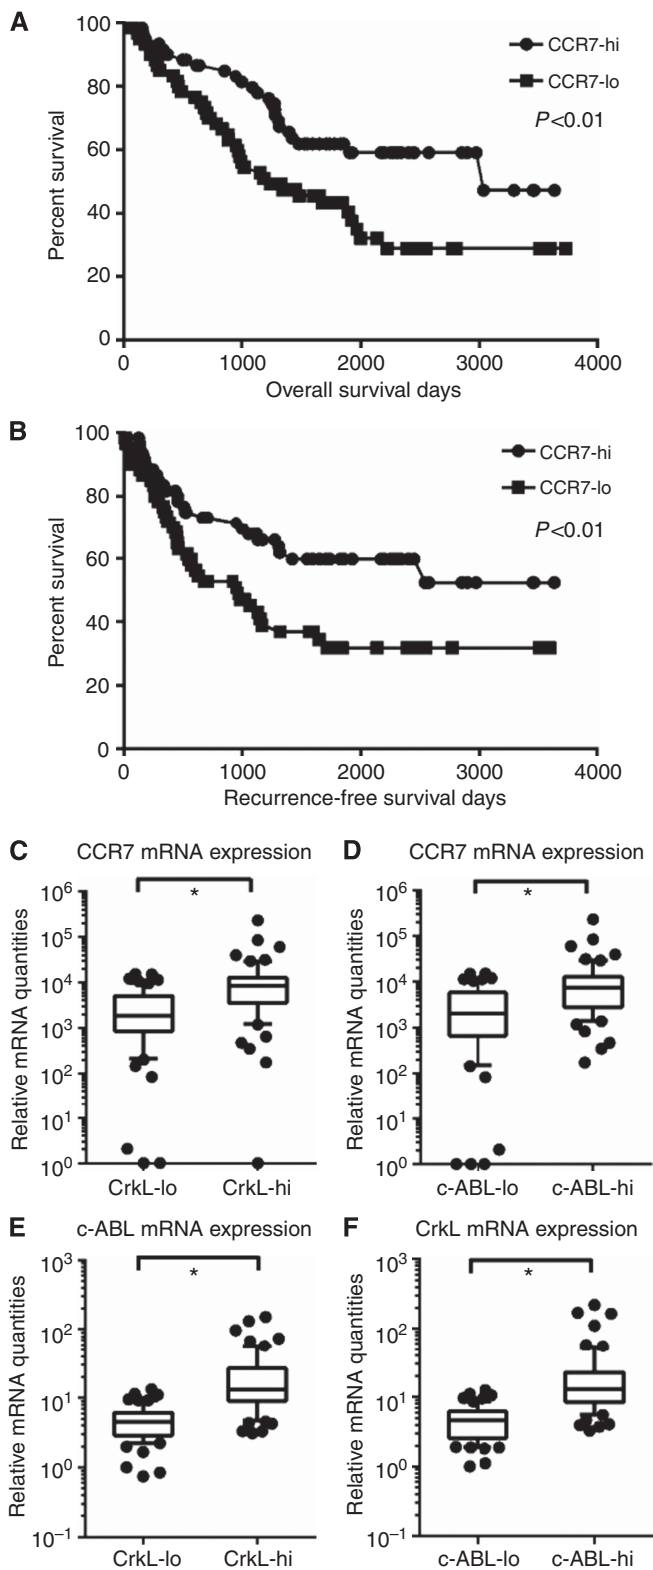 A
100
80
60
40
20
0
Percent survival
CCR7-hi
CCR7-lo
P<0.01
0 1000 2000 3000 4000
Overall survival days
B
100
80
60
40
20
0
Percent survival
CCR7-hi
CCR7-lo
P<0.01
0 1000 2000 3000 4000
Recurrence-free survival days
C CCR7 mRNA expression
*
10⁶
10⁵
10⁴
10³
10²
10¹
10⁰
Relative mRNA quantities
CrkL-lo CrkL-hi
D CCR7 mRNA expression
*
10⁶
10⁵
10⁴
10³
10²
10¹
10⁰
Relative mRNA quantities
c-ABL-lo c-ABL-hi
E c-ABL mRNA expression
*
10³
10²
10¹
10⁰
10⁻¹
Relative mRNA quantities
CrkL-lo CrkL-hi
F CrkL mRNA expression
*
10³
10²
10¹
10⁰
10⁻¹
Relative mRNA quantities
c-ABL-lo c-ABL-hi